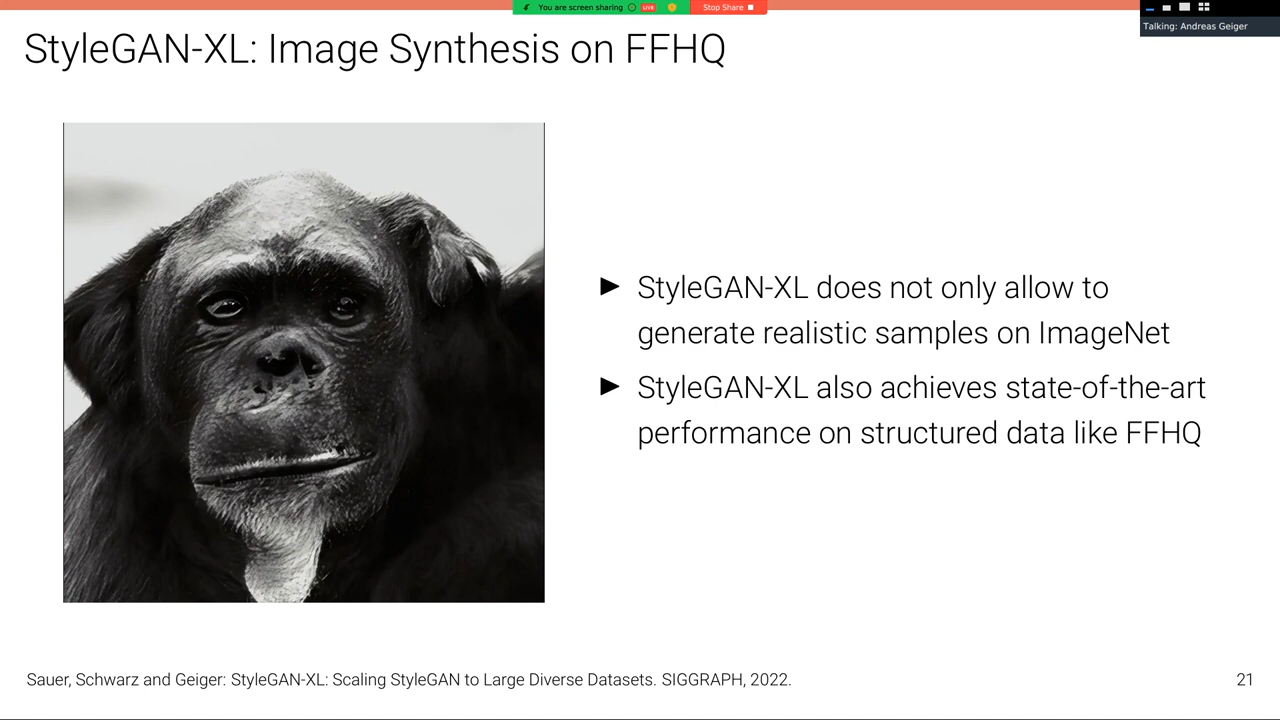 You are screen sharing LIVE Stop Share
Talking: Andreas Geiger
StyleGAN-XL: Image Synthesis on FFHQ
► StyleGAN-XL does not only allow to
generate realistic samples on ImageNet
► StyleGAN-XL also achieves state-of-the-art
performance on structured data like FFHQ
Sauer, Schwarz and Geiger: StyleGAN-XL: Scaling StyleGAN to Large Diverse Datasets. SIGGRAPH, 2022.
21